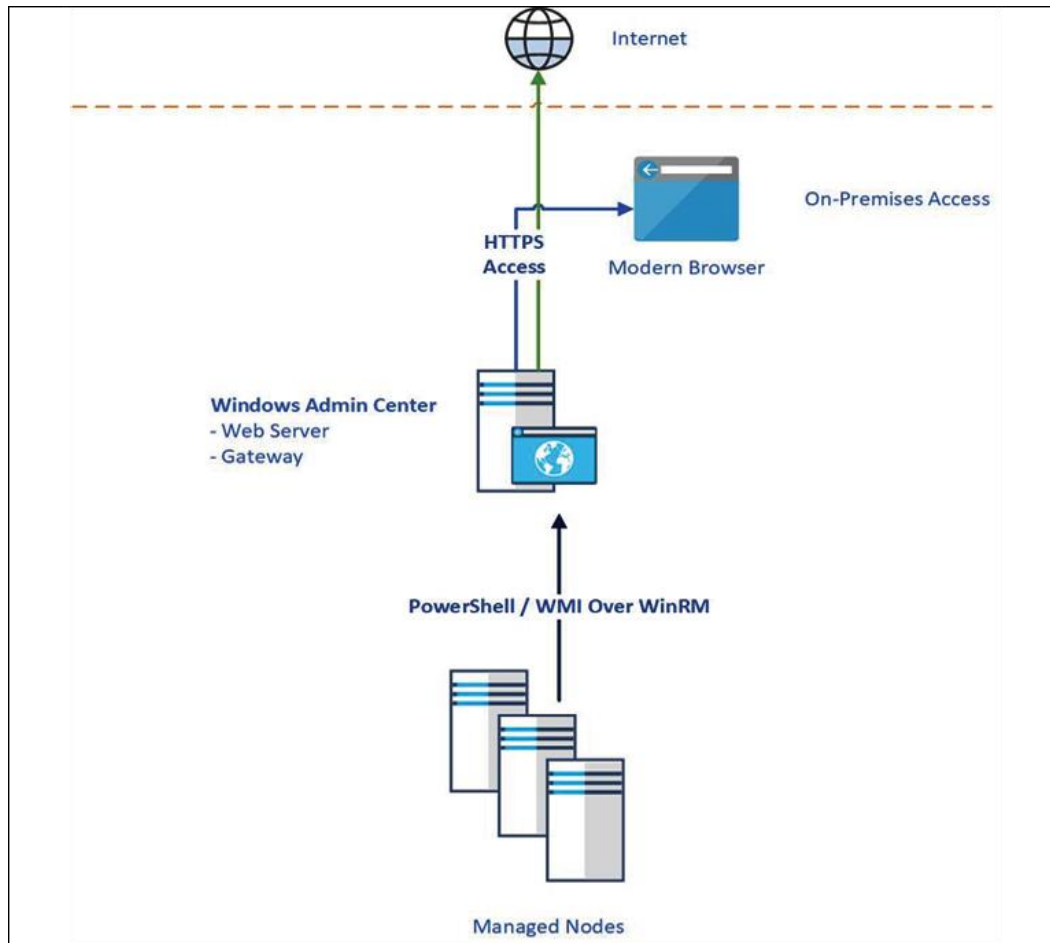 Internet
On-Premises Access
HTTPS
Access
Modern Browser
Windows Admin Center
- Web Server
- Gateway
PowerShell / WMI Over WinRM
Managed Nodes